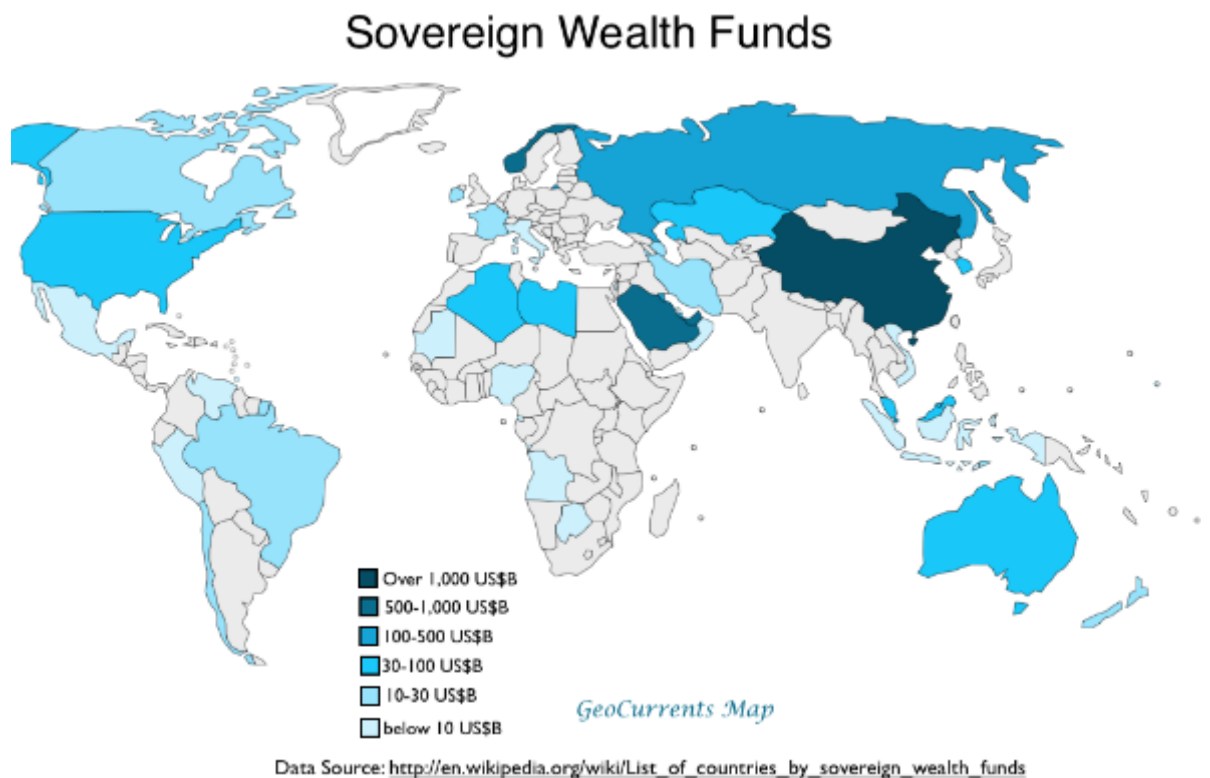 Sovereign Wealth Funds
Over 1,000 US$B
500-1,000 US$B
100-500 US$B
30-100 US$B
10-30 US$B
below 10 US$B
GeoCurrents Map
Data Source: http://en.wikipedia.org/wiki/List_of_countries_by_sovereign_wealth_funds